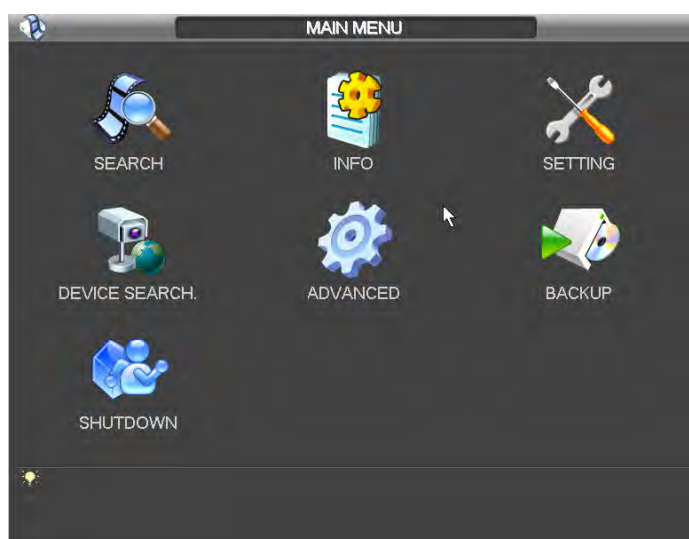 MAIN MENU
SEARCH
INFO
SETTING
DEVICE SEARCH.
ADVANCED
BACKUP
SHUTDOWN